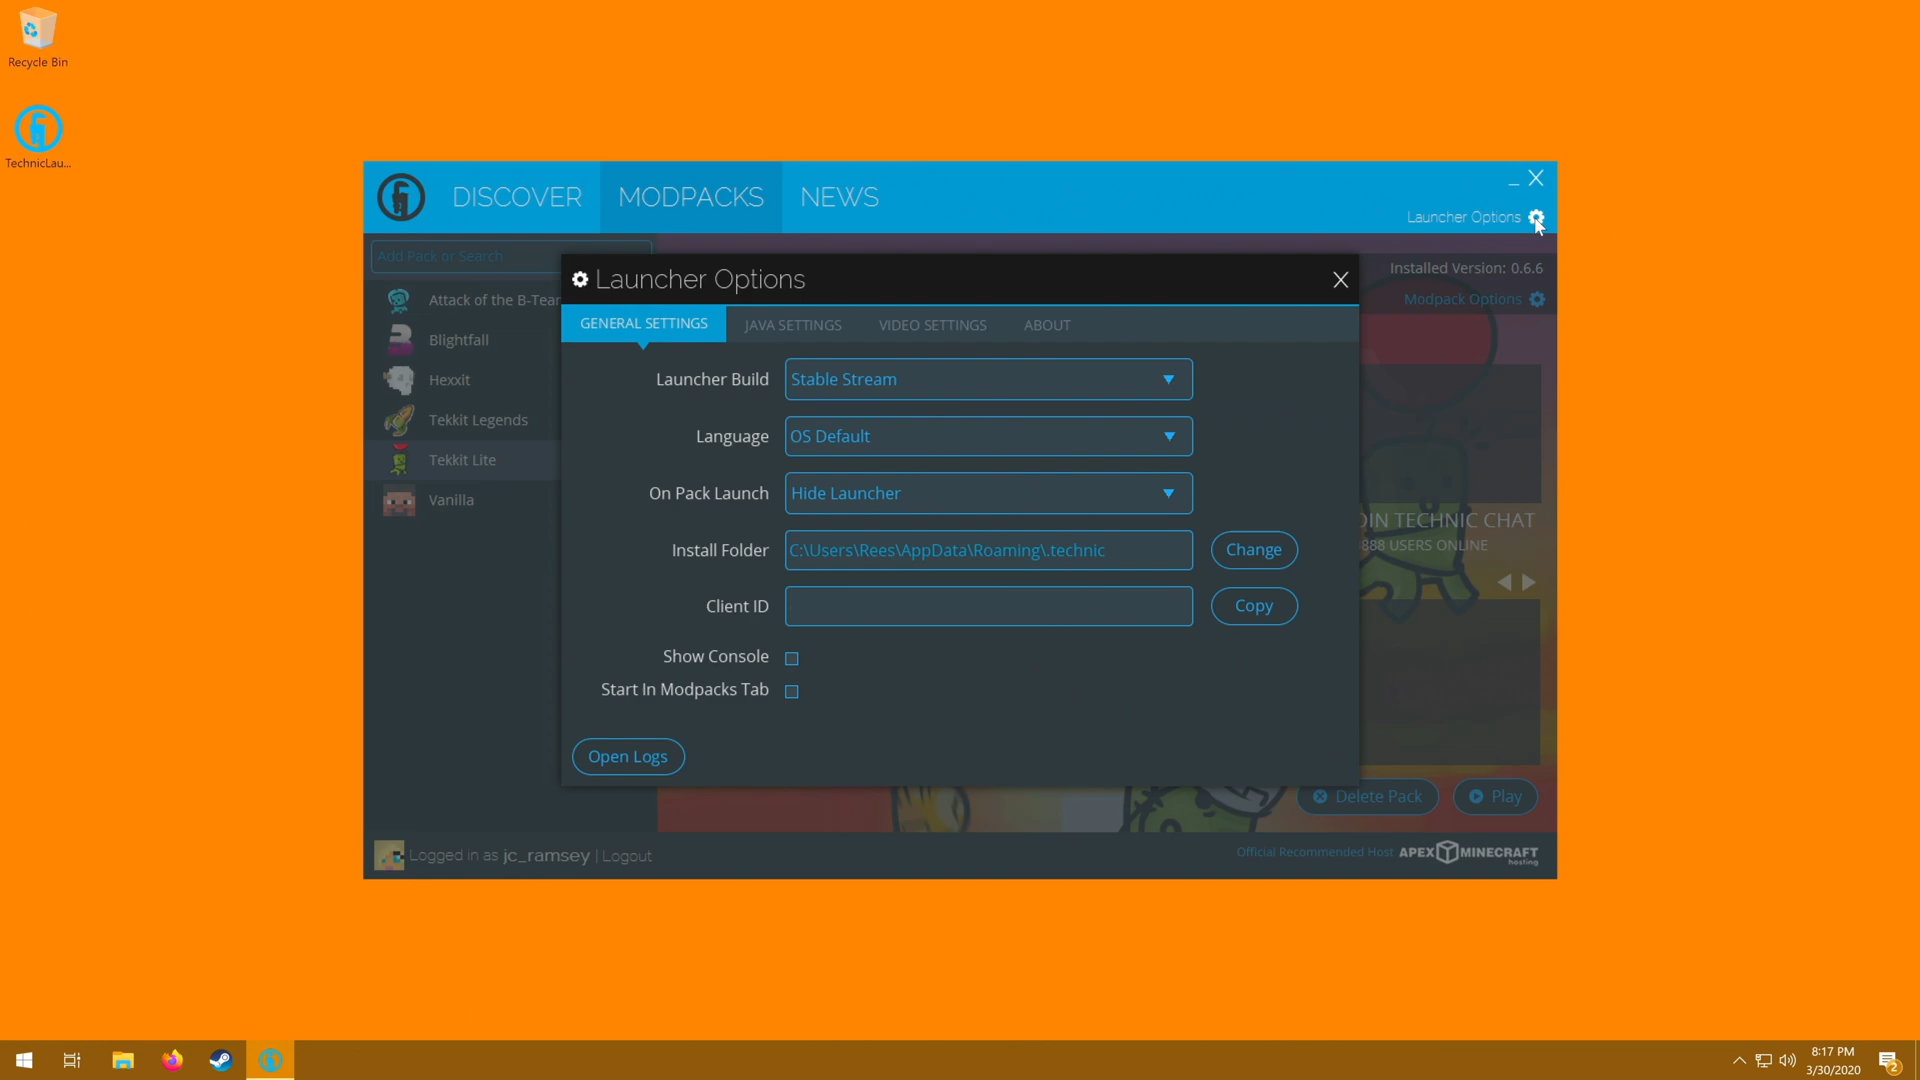 Recycle Bin
TechnicLau...
DISCOVER
MODPACKS
NEWS
Launcher Options
Add Pack or Search
Installed Version: 0.6.6
Modpack Options
Attack of the B-Tear
Blightfall
Hexxit
Tekkit Legends
Tekkit Lite
Vanilla
Launcher Options
GENERAL SETTINGS
JAVA SETTINGS
VIDEO SETTINGS
ABOUT
Launcher Build
Stable Stream
Language
OS Default
On Pack Launch
Hide Launcher
Install Folder
C:\Users\Rees\AppData\Roaming\.technic
Change
Client ID
Copy
Show Console
Start In Modpacks Tab
Open Logs
OIN TECHNIC CHAT
888 USERS ONLINE
Delete Pack
Play
Logged in as jc_ramsey | Logout
Official Recommended Host APEX MINECRAFT
hosting
8:17 PM
3/30/2020
2